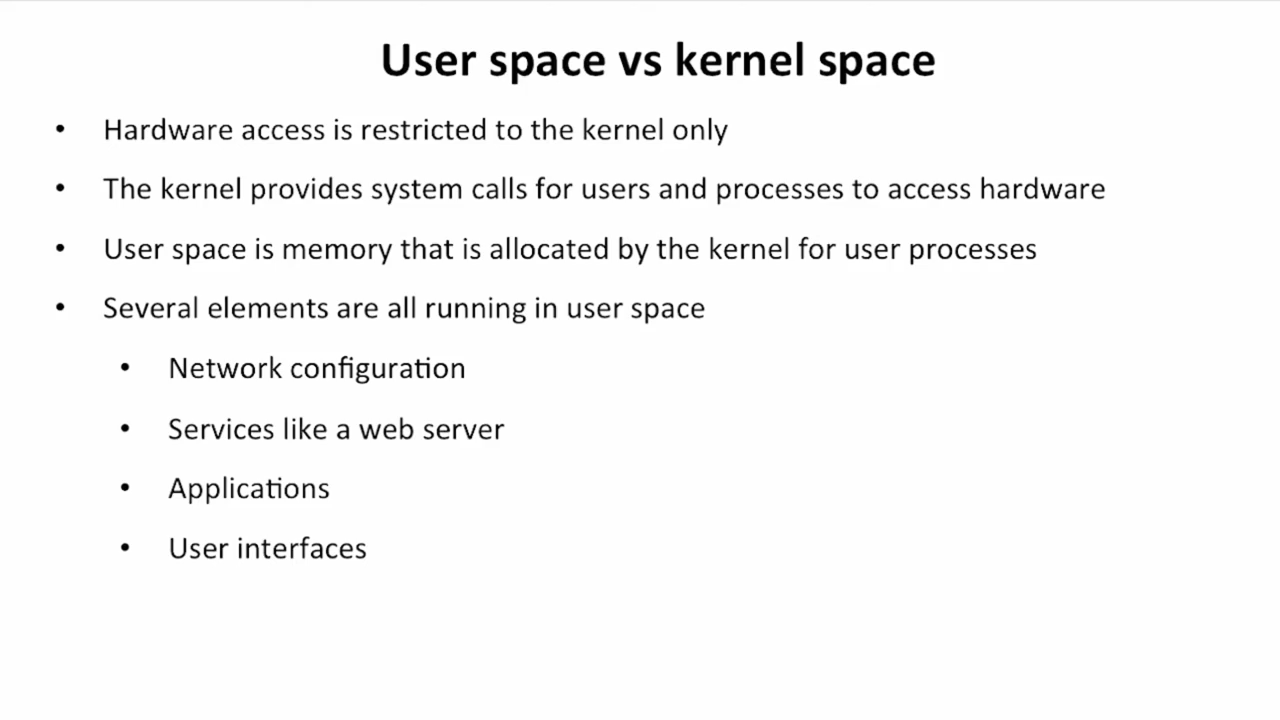 User space vs kernel space
• Hardware access is restricted to the kernel only
• The kernel provides system calls for users and processes to access hardware
• User space is memory that is allocated by the kernel for user processes
• Several elements are all running in user space
• Network configuration
• Services like a web server
• Applications
• User interfaces